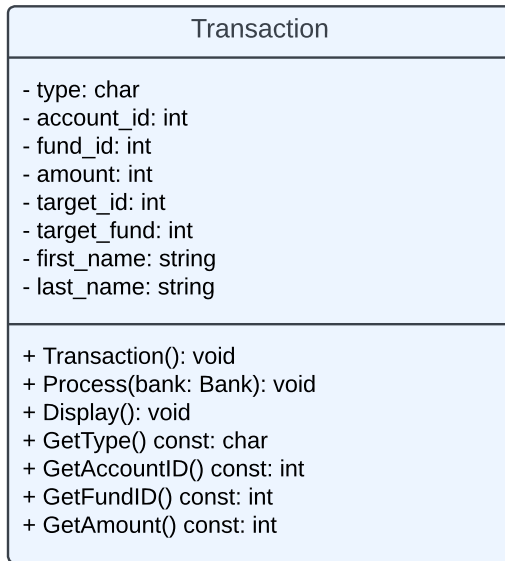 Transaction
- type: char
- account_id: int
- fund_id: int
- amount: int
- target_id: int
- target_fund: int
- first_name: string
- last_name: string
+ Transaction(): void
+ Process(bank: Bank): void
+ Display(): void
+ GetType() const: char
+ GetAccountID() const: int
+ GetFundID() const: int
+ GetAmount() const: int